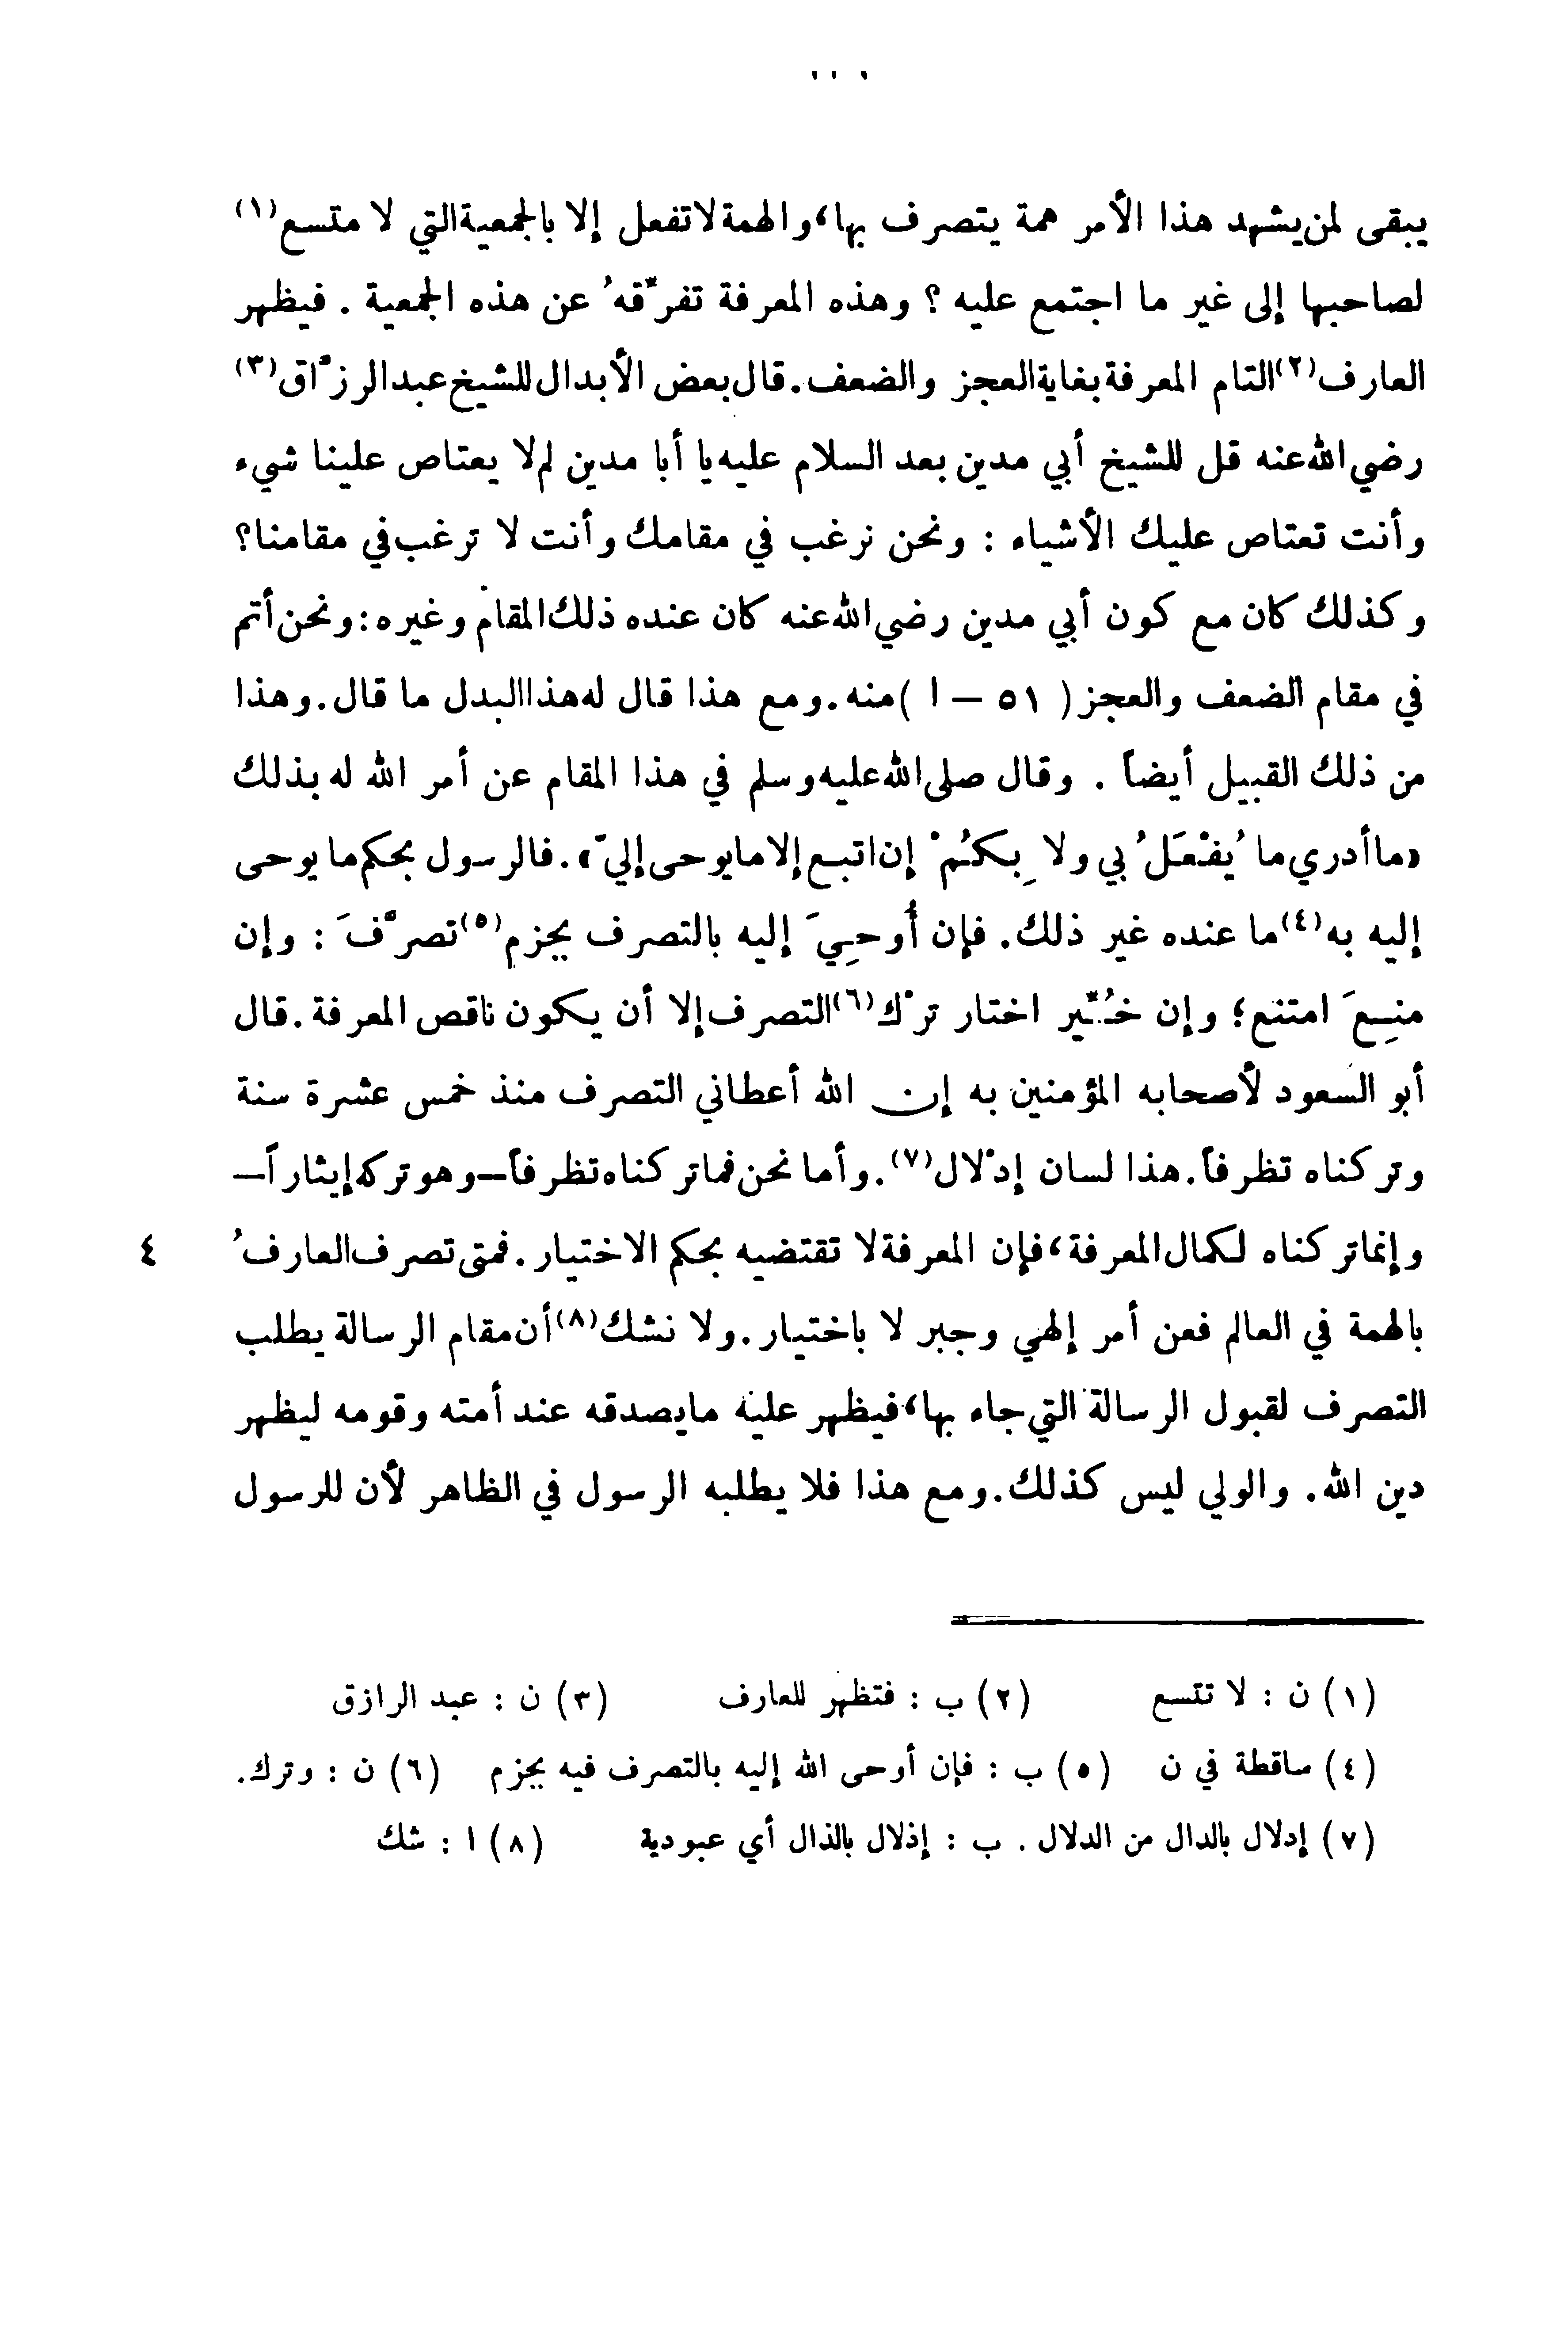 يبقى لمن يشهد هذا الأمر همة يتصرف بها، والهمة لا تفعل إلا بالجمعية التي لا متسع(١)
لصاحبها إلى غير ما اجتمع عليه ؟ وهذه المعرفة تفرِّقهُ عن هذه الجمعية . فيظهر
العارف(٢) التام المعرفة بغاية العجز والضعف. قال بعض الأبدال للشيخ عبد الرزَّاق(٣)
رضي الله عنه قل للشيخ أبي مدين بعد السلام عليه يا أبا مدين لم لا يعتاص علينا شيء
وأنت تعتاص عليك الأشياء : ونحن نرغب في مقامك وأنت لا ترغب في مقامنا؟
وكذلك كان مع كون أبي مدين رضي الله عنه كان عنده ذلك المقام وغيره : ونحن أتم
في مقام الضعف والعجز ( ٥١ – ا ) منه. ومع هذا قال له هذا البدل ما قال. وهذا
من ذلك القبيل أيضاً . وقال صلى الله عليه وسلم في هذا المقام عن أمر الله له بذلك
«ما أدري ما يُفْعَلُ بي ولا بِكُمْ إن اتبع إلا ما يوحى إليَّ». فالرسول بحكم ما يوحى
إليه به(٤) ما عنده غير ذلك. فإن أُوحِيَ إليه بالتصرف بجزم(٥) تصرَّفَ : وإن
منِعَ امتنع؛ وإن خُيِّر اختار ترْك(٦) التصرف إلا أن يكون ناقص المعرفة. قال
أبو السعود لأصحابه المؤمنين به إن الله أعطاني التصرف منذ خمس عشرة سنة
وتركناه تظرفاً. هذا لسان إدْلال(٧). وأما نحن فما تركناه تظرفاً – وهو تركه إيثاراً –
وإنما تركناه لكمال المعرفة، فإن المعرفة لا تقتضيه بحكم الاختيار. فمتى تصرف العارفُ ٤
بالهمة في العالم فعن أمر إلهي وجبر لا باختيار. ولا نشك(٨) أن مقام الرسالة يطلب
التصرف لقبول الرسالة التي جاء بها، فيظهر عليه ما يصدقه عند أمته وقومه ليظهر
دين الله. والولي ليس كذلك. ومع هذا فلا يطلبه الرسول في الظاهر لأن للرسول
(١) ن : لا تتسع (٢) ب : فتظهر للعارف (٣) ن : عبد الرازق
(٤) ساقطة في ن (٥) ب : فإن أوحى الله إليه بالتصرف فيه بجزم (٦) ن : وترك.
(٧) إدلال بالدال من الدلال . ب : إذلال بالذال أي عبودية (٨) ا : شك